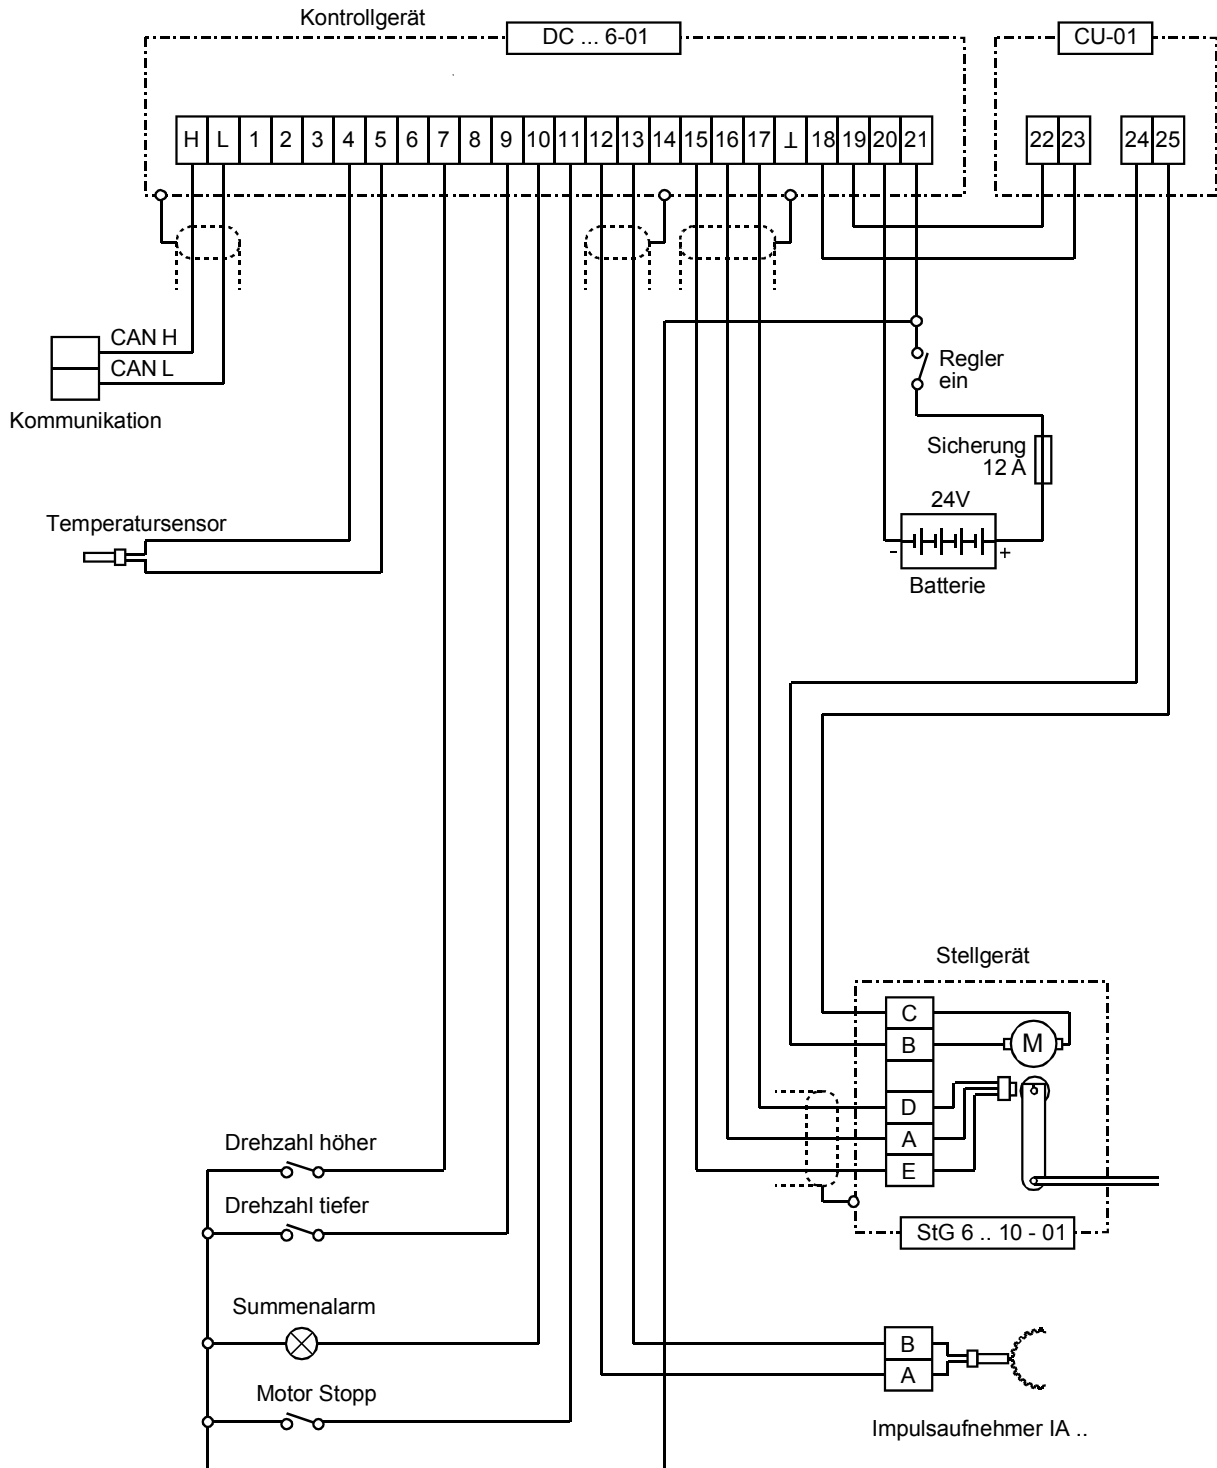 Kontrollgerät
DC ... 6-01
CU-01
H L 1 2 3 4 5 6 7 8 9 10 11 12 13 14 15 16 17 ⊥ 18 19 20 21
22 23
24 25
CAN H
CAN L
Kommunikation
Regler
ein
Sicherung
12 A
24V
- +
Batterie
Temperatursensor
Stellgerät
C
B
M
D
A
E
StG 6 .. 10 - 01
Drehzahl höher
Drehzahl tiefer
Summenalarm
Motor Stopp
B
A
Impulsaufnehmer IA ..